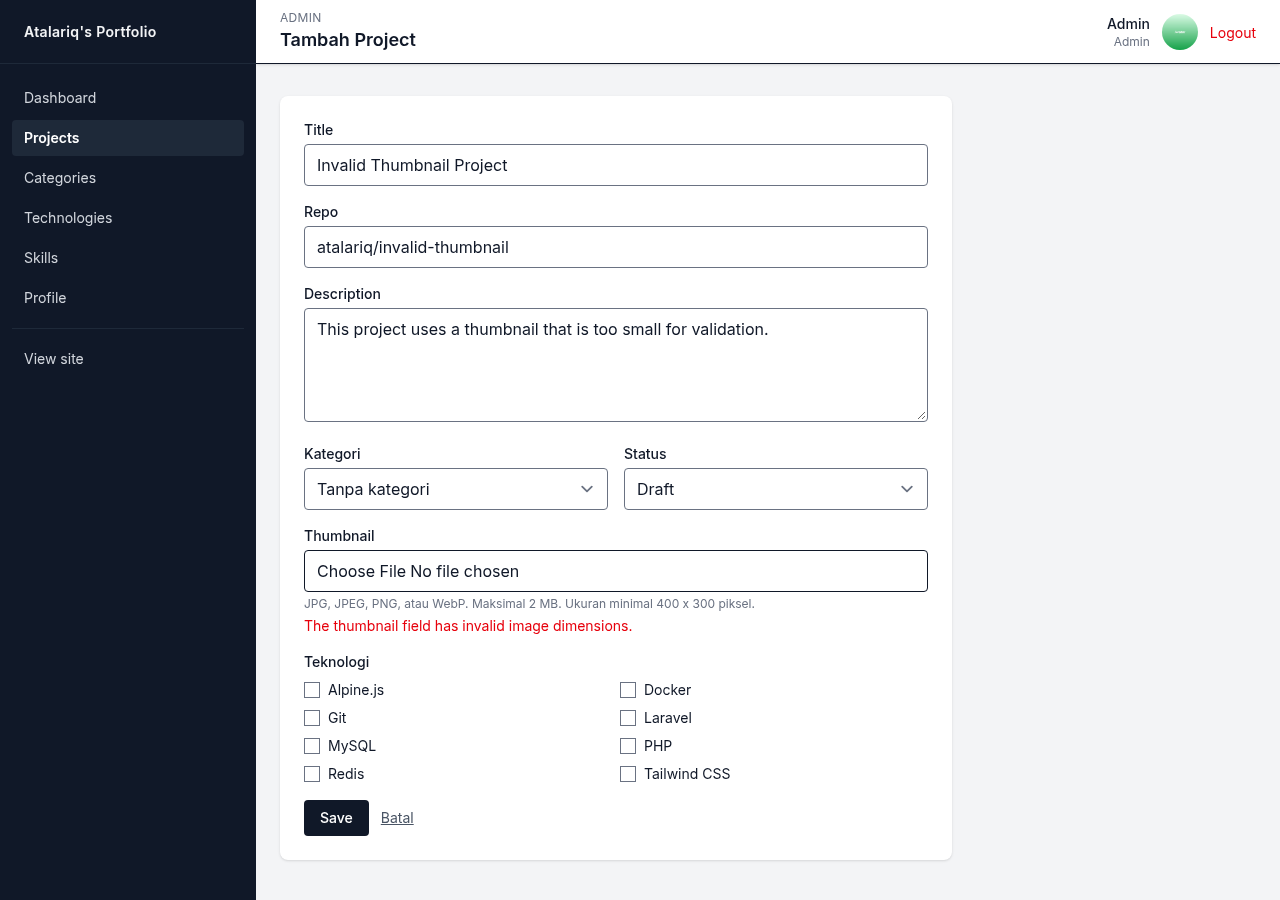 Atalariq's Portfolio
Dashboard
Projects
Categories
Technologies
Skills
Profile
View site
ADMIN
Tambah Project
Admin
Admin
Logout
Title
Invalid Thumbnail Project
Repo
atalariq/invalid-thumbnail
Description
This project uses a thumbnail that is too small for validation.
Kategori
Status
Tanpa kategori
Draft
Thumbnail
Choose File No file chosen
JPG, JPEG, PNG, atau WebP. Maksimal 2 MB. Ukuran minimal 400 x 300 piksel.
The thumbnail field has invalid image dimensions.
Teknologi
Alpine.js
Docker
Git
Laravel
MySQL
PHP
Redis
Tailwind CSS
Save
Batal